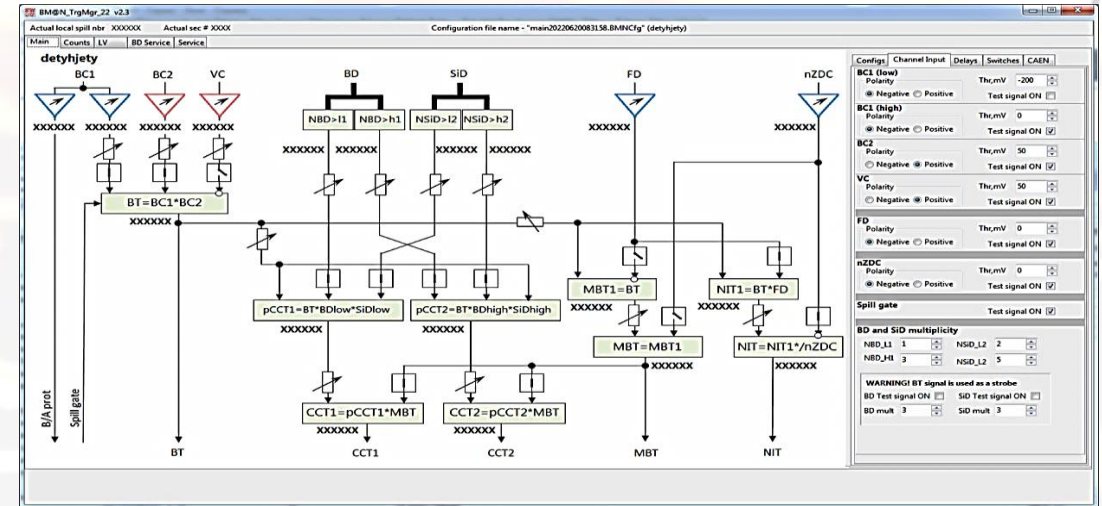 BM@N_TrgMgr_22 v2.3
Actual local spill nbr XXXXXX Actual sec # XXXX Configuration file name - "main20220620083158.BMNCfg" (detyhjety)
Main Counts LV BD Service Service
detyhjety
BC1 BC2 VC BD SiD FD nZDC
NBD>l1 NBD>h1 NSiD>l2 NSiD>h2
XXXXXX XXXXXX XXXXXX XXXXXX XXXXXX XXXXXX
XXXXXX XXXXXX XXXXXX XXXXXX
BT=BC1*BC2
XXXXXX
MBT1=BT NIT1=BT*FD
XXXXXX XXXXXX
pCCT1=BT*BDlow*SiDlow pCCT2=BT*BDhigh*SiDhigh
XXXXXX XXXXXX
MBT=MBT1 NIT=NIT1*/nZDC
XXXXXX XXXXXX
CCT1=pCCT1*MBT CCT2=pCCT2*MBT
XXXXXX XXXXXX
B/A prot
Spill gate
BT CCT1 CCT2 MBT NIT
Configs Channel Input Delays Switches CAEN
BC1 (low)
Polarity Thr,mV -200
Negative Positive Test signal ON
BC1 (high)
Polarity Thr,mV 0
Negative Positive Test signal ON
BC2
Polarity Thr,mV 50
Negative Positive Test signal ON
VC
Polarity Thr,mV 50
Negative Positive Test signal ON
FD
Polarity Thr,mV 0
Negative Positive Test signal ON
nZDC
Polarity Thr,mV 0
Negative Positive Test signal ON
Spill gate
Test signal ON
BD and SiD multiplicity
NBD_L1 1 NSiD_L2 2
NBD_H1 3 NSiD_L2 5
WARNING! BT signal is used as a strobe
BD Test signal ON SiD Test signal ON
BD mult 3 SiD mult 3